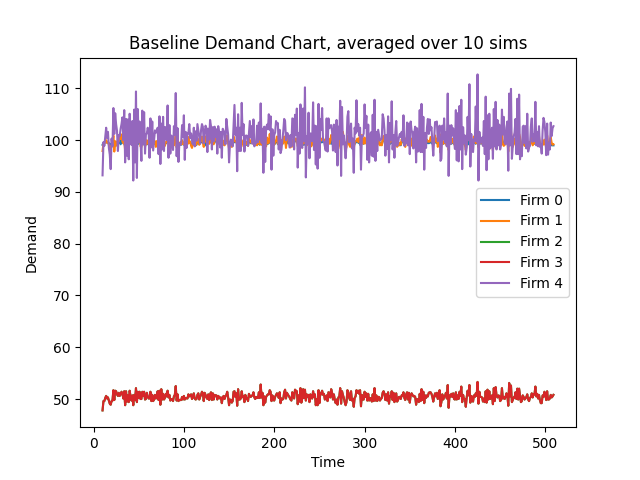 Baseline Demand Chart, averaged over 10 sims
110
100
90
80
70
60
50
Demand
Firm 0
Firm 1
Firm 2
Firm 3
Firm 4
0 100 200 300 400 500
Time